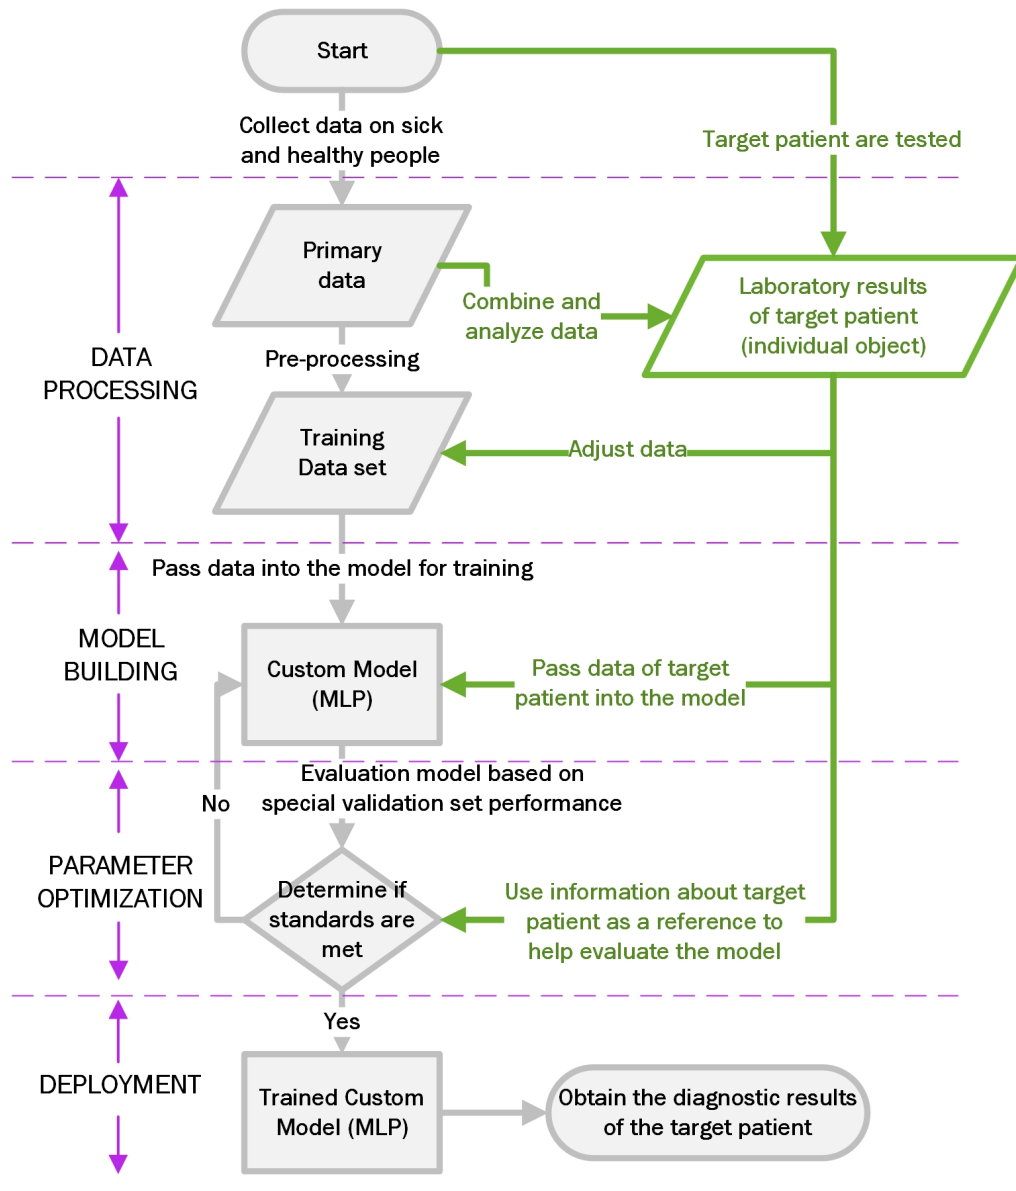 Start
Collect data on sick
and healthy people
Target patient are tested
Primary
data
Combine and
analyze data
Laboratory results
of target patient
(individual object)
DATA
PROCESSING
Pre-processing
Training
Data set
Adjust data
Pass data into the model for training
MODEL
BUILDING
Custom Model
(MLP)
Pass data of target
patient into the model
Evaluation model based on
special validation set performance
No
PARAMETER
OPTIMIZATION
Determine if
standards are
met
Use information about target
patient as a reference to
help evaluate the model
Yes
DEPLOYMENT
Trained Custom
Model (MLP)
Obtain the diagnostic results
of the target patient